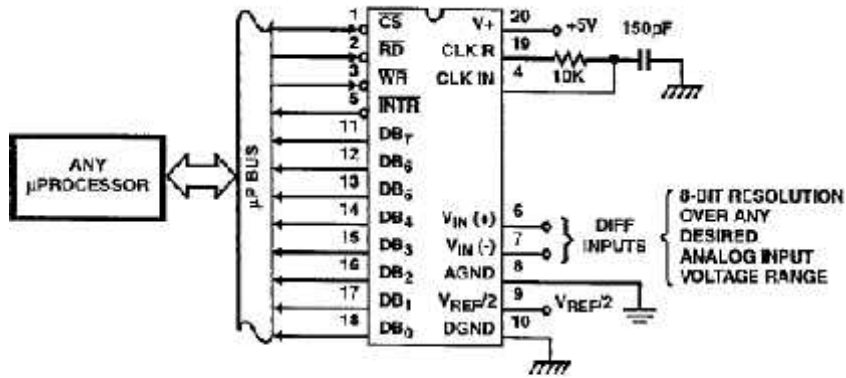 ANY
µPROCESSOR
µP BUS
1 CS
2 RD
3 WR
5 INTR
11 DB7
12 DB6
13 DB5
14 DB4
15 DB3
16 DB2
17 DB1
18 DB0
V+ 20 +5V
CLK R 19 10K 150pF
CLK IN 4
VIN (+) 6
VIN (-) 7
AGND 8
VREF/2 9 VREF/2
DGND 10
DIFF
INPUTS
8-BIT RESOLUTION
OVER ANY
DESIRED
ANALOG INPUT
VOLTAGE RANGE